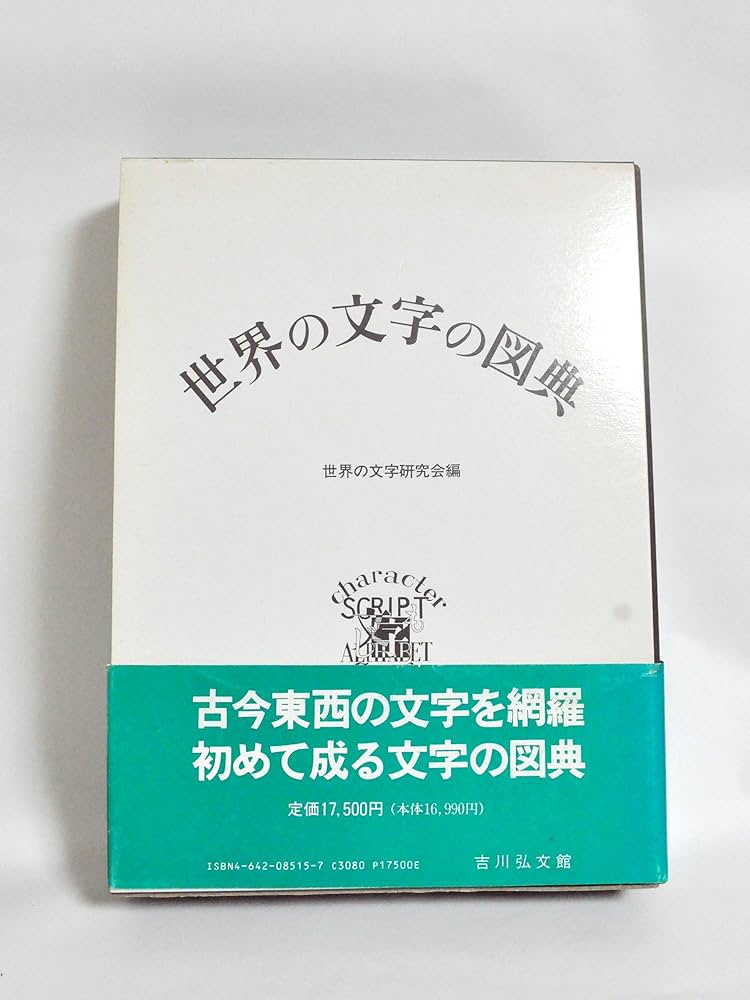 世界の文字の図典
世界の文字研究会編
character
SCRIPT
文字
ALPHABET
古今東西の文字を網羅
初めて成る文字の図典
定価17,500円（本体16,990円）
ISBN4-642-08515-7 C3080 P17500E
吉川弘文館